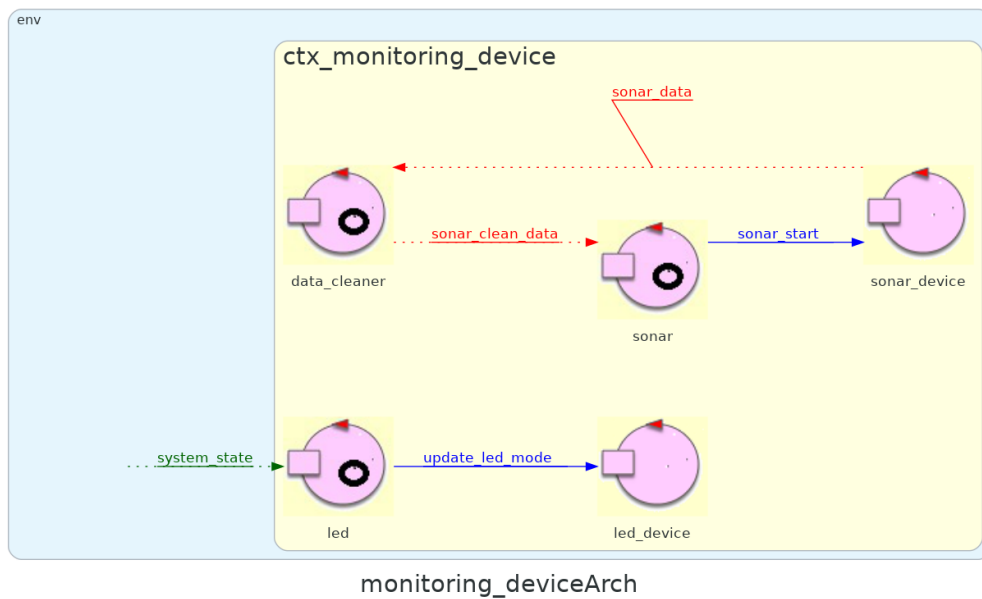 env
ctx_monitoring_device
sonar_data
sonar_clean_data
sonar_start
data_cleaner
sonar_device
sonar
system_state
update_led_mode
led
led_device
monitoring_deviceArch